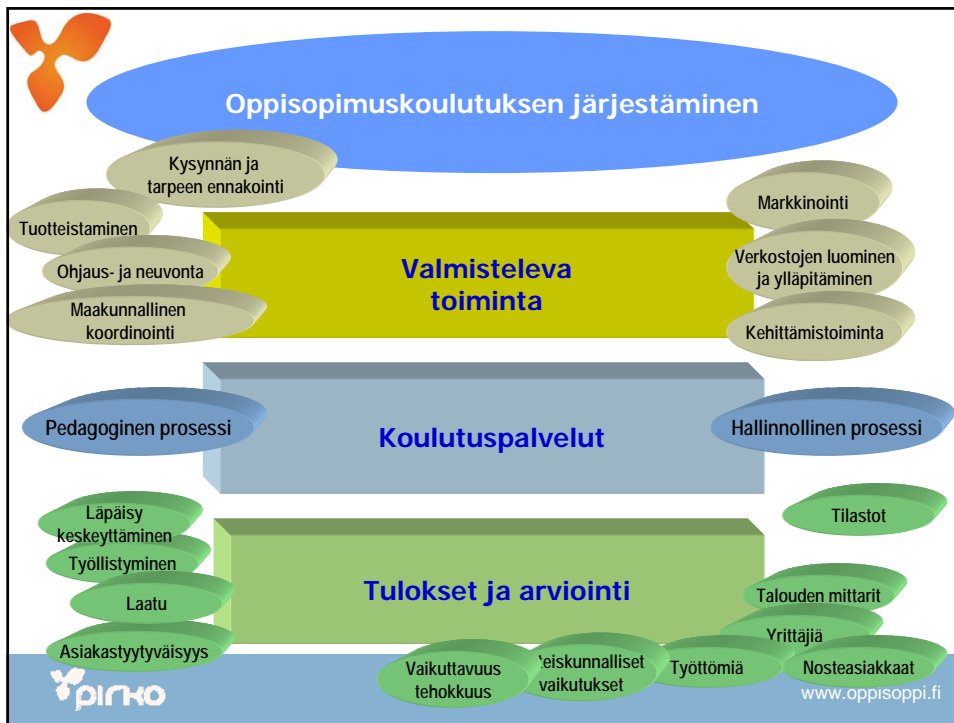 Oppisopimuskoulutuksen järjestäminen
Kysynnän ja
tarpeen ennakointi
Tuotteistaminen
Ohjaus- ja neuvonta
Maakunnallinen
koordinointi
Valmisteleva
toiminta
Markkinointi
Verkostojen luominen
ja ylläpitäminen
Kehittämistoiminta
Pedagoginen prosessi
Koulutuspalvelut
Hallinnollinen prosessi
Läpäisy
keskeyttäminen
Työllistyminen
Laatu
Asiakastyytyväisyys
Tulokset ja arviointi
Tilastot
Talouden mittarit
Yrittäjiä
Vaikuttavuus
tehokkuus
teiskunnalliset
vaikutukset
Työttömiä
Nosteasiakkaat
pirko
www.oppisoppi.fi